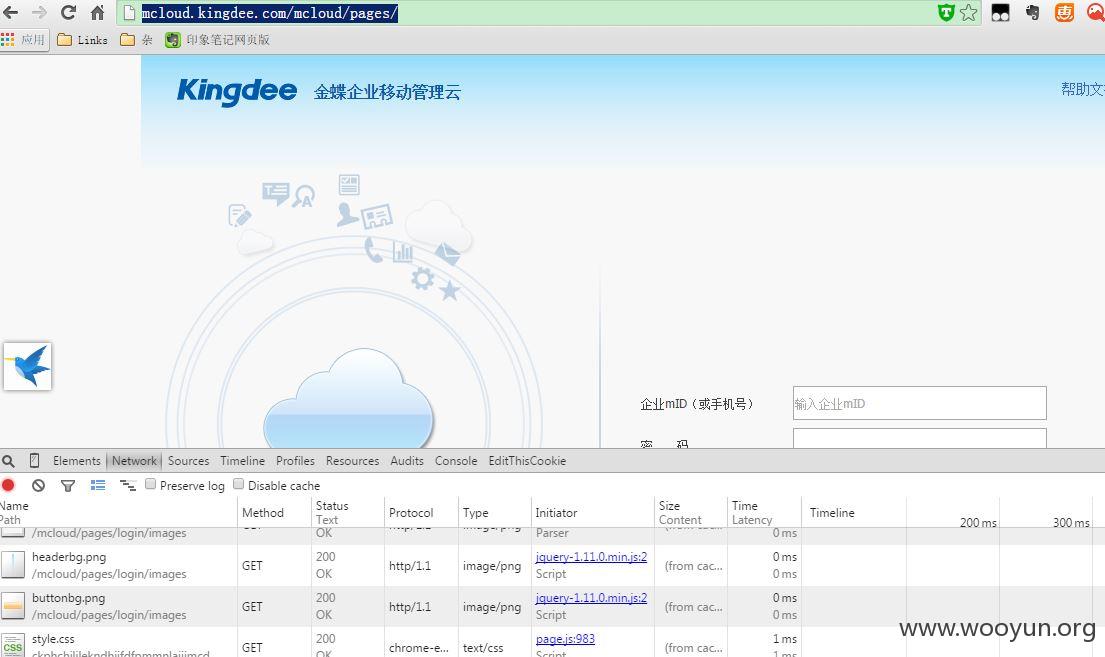 mcloud.kingdee.com/mcloud/pages/
应用 Links 杂 印象笔记网页版
Kingdee 金蝶企业移动管理云
帮助文
企业mID（或手机号） 输入企业mID
密 码
Elements Network Sources Timeline Profiles Resources Audits Console EditThisCookie
Preserve log Disable cache
Name Method Status Protocol Type Initiator Size Time Timeline
Path Text Content Latency 200 ms 300 ms
/mcloud/pages/login/images OK Parser 0 ms
headerbg.png GET 200 http/1.1 image/png jquery-1.11.0.min.js:2 (from cac... 0 ms
/mcloud/pages/login/images OK Script 0 ms
buttonbg.png GET 200 http/1.1 image/png jquery-1.11.0.min.js:2 (from cac... 0 ms
/mcloud/pages/login/images OK Script 0 ms
style.css GET 200 chrome-e... text/css page.js:983 (from cac... 1 ms
www.wooyun.org